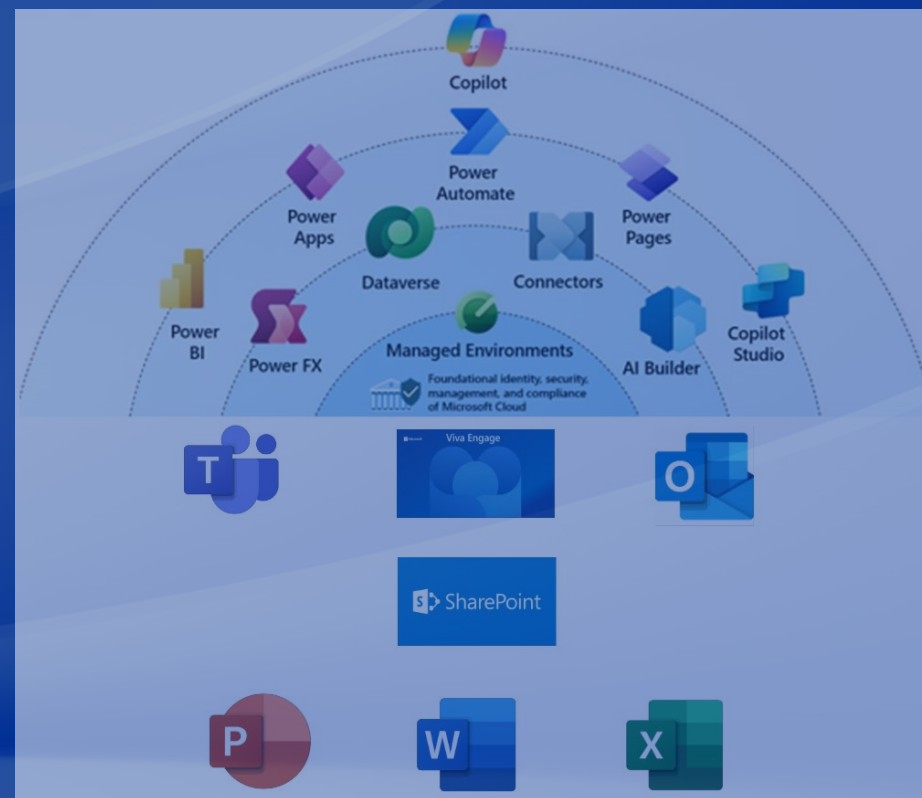 Copilot
Power
Automate
Power
Apps
Power
Pages
Dataverse
Connectors
Power
BI
Power FX
Managed Environments
AI Builder
Copilot
Studio
Foundational identity, security,
management, and compliance
of Microsoft Cloud
T
Microsoft
Viva Engage
O
S SharePoint
P
W
X